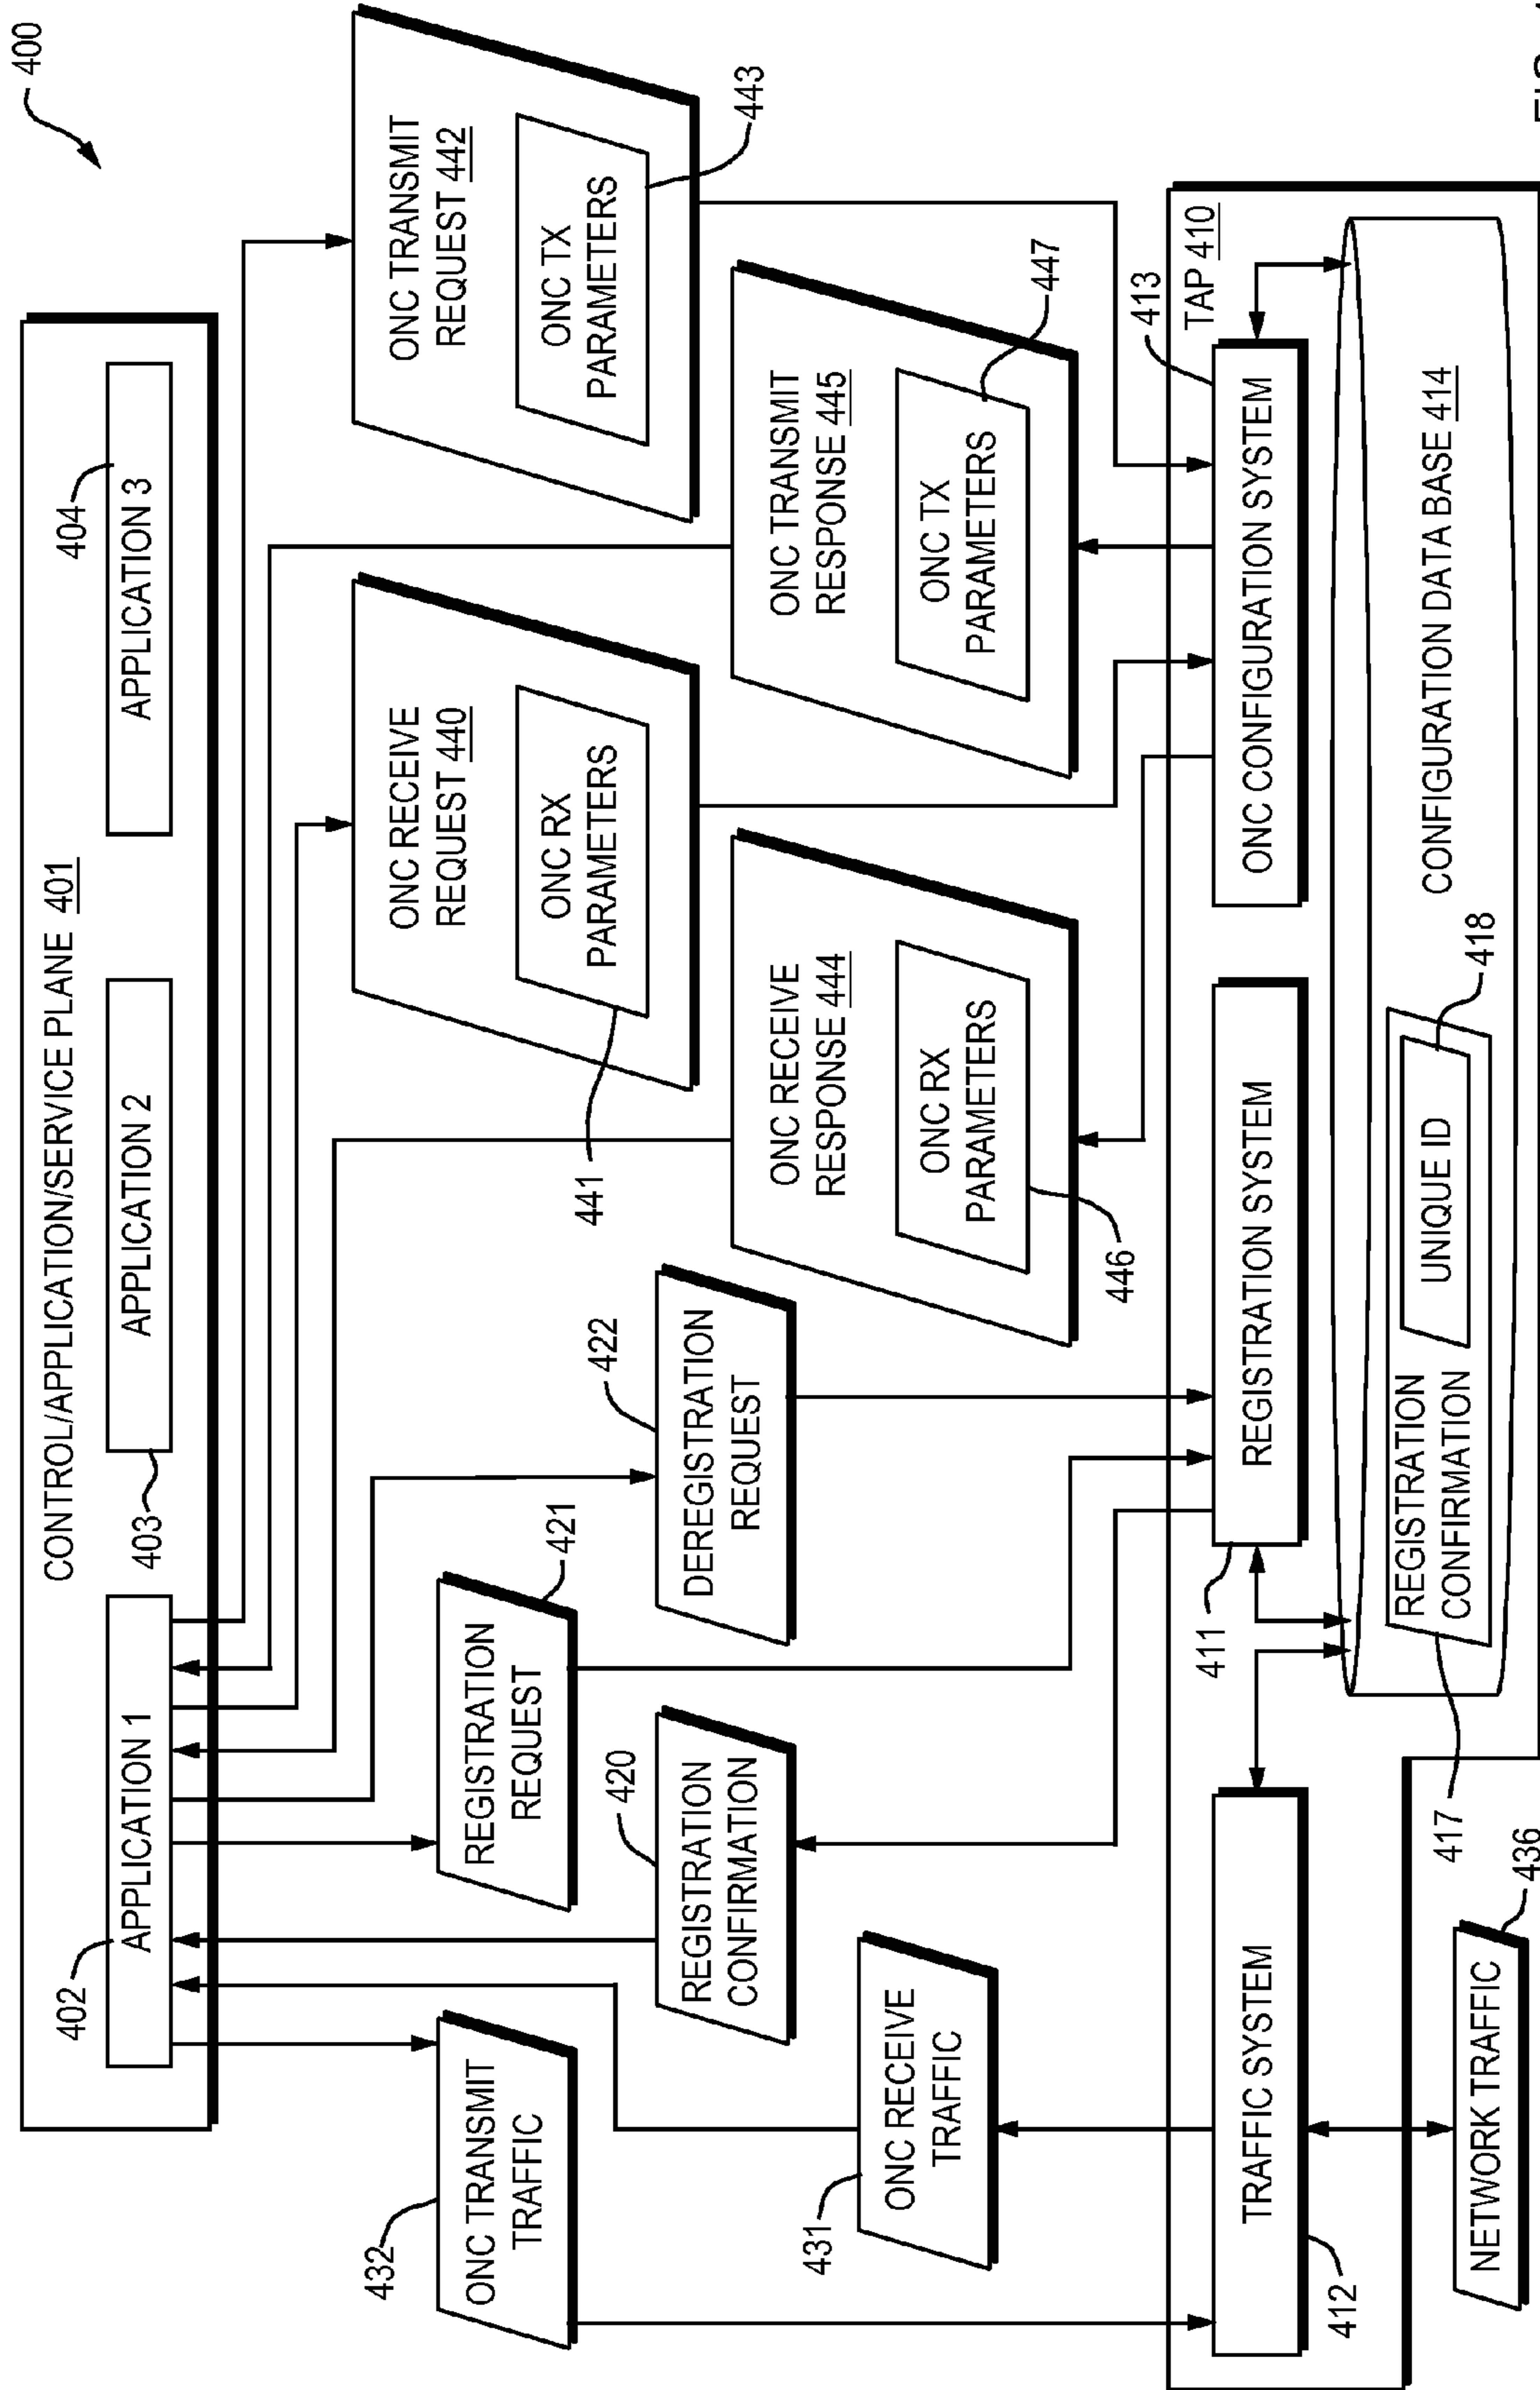 400
CONTROL/APPLICATION/SERVICE PLANE 401
402
APPLICATION 1
403
APPLICATION 2
404
APPLICATION 3
432
ONC TRANSMIT
TRAFFIC
REGISTRATION
REQUEST
421
ONC RECEIVE
REQUEST 440
ONC RX
PARAMETERS
441
ONC TRANSMIT
REQUEST 442
ONC TX
PARAMETERS
443
420
REGISTRATION
CONFIRMATION
422
DEREGISTRATION
REQUEST
431
ONC RECEIVE
TRAFFIC
ONC RECEIVE
RESPONSE 444
ONC RX
PARAMETERS
446
ONC TRANSMIT
RESPONSE 445
ONC TX
PARAMETERS
447
TAP 410
412
TRAFFIC SYSTEM
411
REGISTRATION SYSTEM
413
ONC CONFIGURATION SYSTEM
CONFIGURATION DATA BASE 414
417
REGISTRATION
CONFIRMATION
UNIQUE ID
418
NETWORK TRAFFIC
436
FIG.